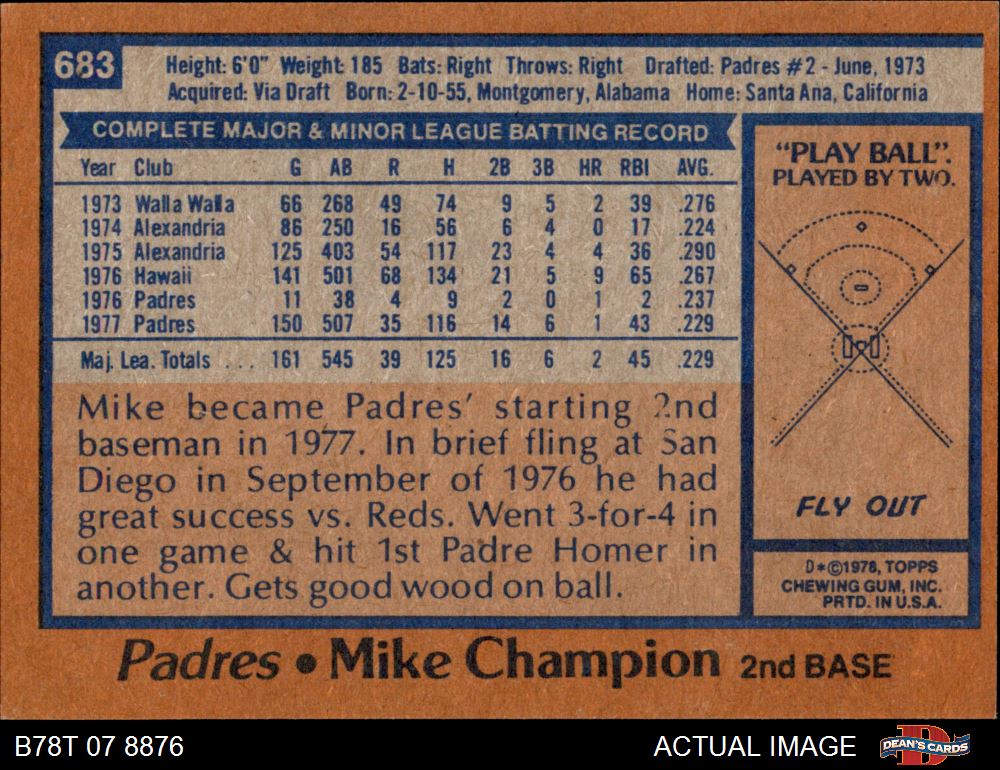 683
Height: 6'0" Weight: 185 Bats: Right Throws: Right Drafted: Padres #2 - June, 1973
Acquired: Via Draft Born: 2-10-55, Montgomery, Alabama Home: Santa Ana, California
COMPLETE MAJOR & MINOR LEAGUE BATTING RECORD
Year Club G AB R H 2B 3B HR RBI AVG.
1973 Walla Walla 66 268 49 74 9 5 2 39 .276
1974 Alexandria 86 250 16 56 6 4 0 17 .224
1975 Alexandria 125 403 54 117 23 4 4 36 .290
1976 Hawaii 141 501 68 134 21 5 9 65 .267
1976 Padres 11 38 4 9 2 0 1 2 .237
1977 Padres 150 507 35 116 14 6 1 43 .229
Maj. Lea. Totals . . . 161 545 39 125 16 6 2 45 .229
Mike became Padres' starting 2nd
baseman in 1977. In brief fling at San
Diego in September of 1976 he had
great success vs. Reds. Went 3-for-4 in
one game & hit 1st Padre Homer in
another. Gets good wood on ball.
"PLAY BALL".
PLAYED BY TWO.
FLY OUT
D*©1978, TOPPS
CHEWING GUM, INC.
PRTD. IN U.S.A.
Padres • Mike Champion 2nd BASE
B78T 07 8876
ACTUAL IMAGE
D
DEAN'S CARDS